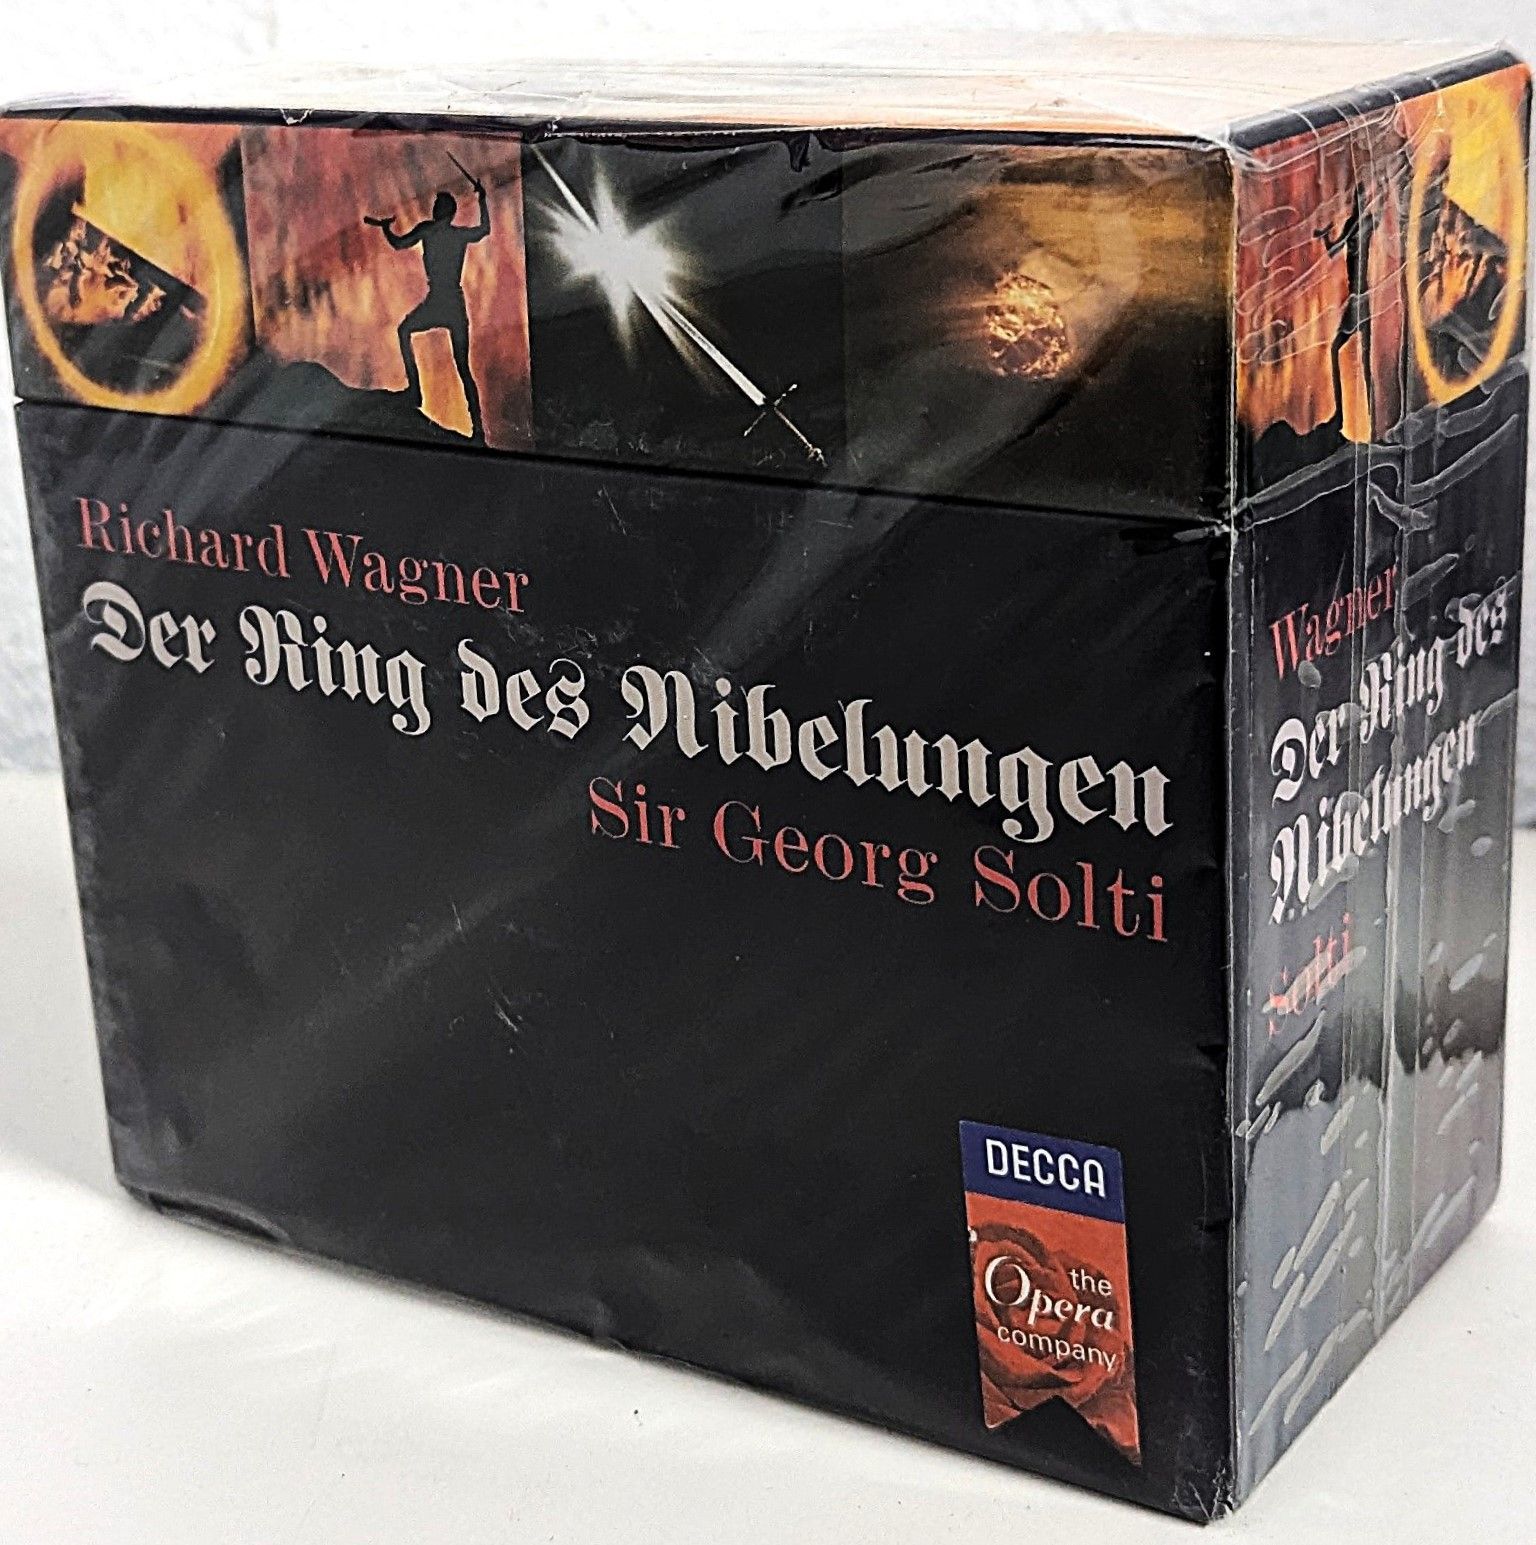 Richard Wagner
Der Ring des Nibelungen
Sir Georg Solti
DECCA
the
Opera
company
Wagner
Der Ring des
Nibelungen
Solti